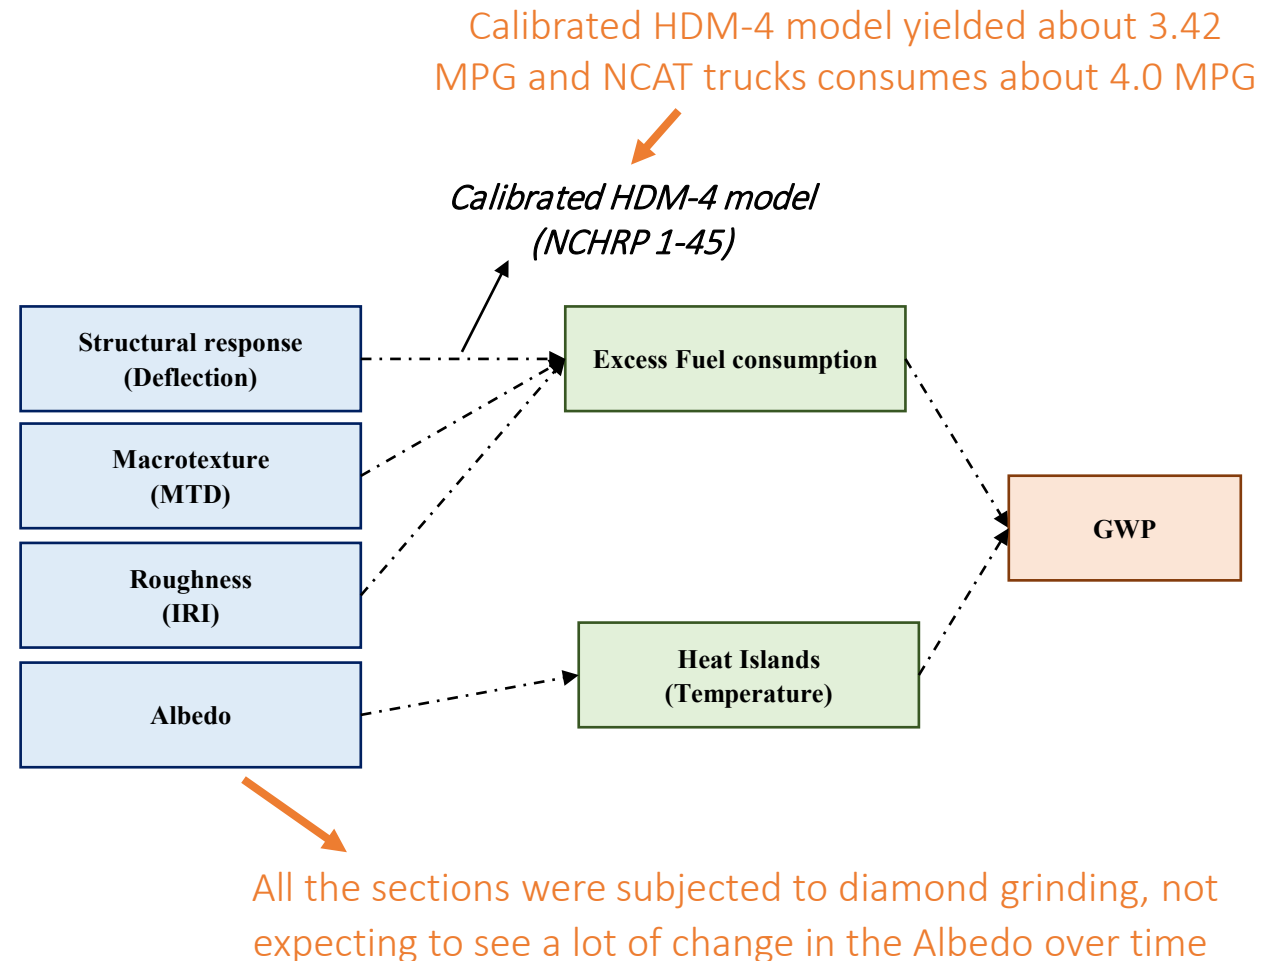 Calibrated HDM-4 model yielded about 3.42
MPG and NCAT trucks consumes about 4.0 MPG
Calibrated HDM-4 model
(NCHRP 1-45)
Structural response
(Deflection)
Excess Fuel consumption
Macrotexture
(MTD)
GWP
Roughness
(IRI)
Heat Islands
(Temperature)
Albedo
All the sections were subjected to diamond grinding, not
expecting to see a lot of change in the Albedo over time